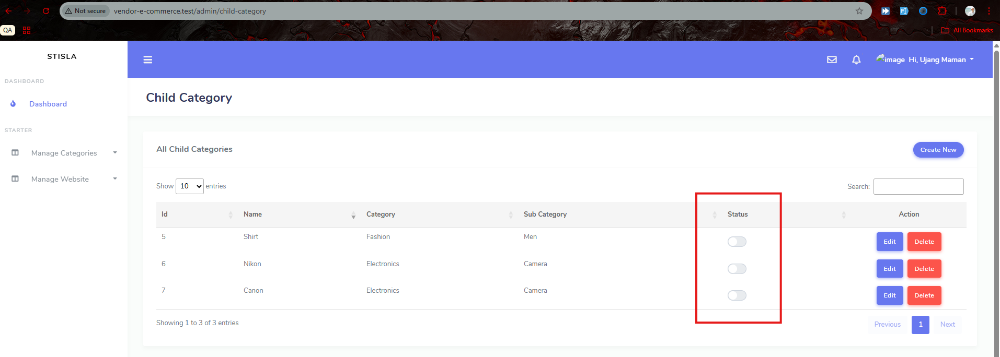 Not secure vendor-e-commerce.test/admin/child-category
QA
All Bookmarks
STISLA
image Hi, Ujang Maman
DASHBOARD
Dashboard
STARTER
Manage Categories
Manage Website
Child Category
All Child Categories
Create New
Show 10 entries
Search:
Id Name Category Sub Category Status Action
5 Shirt Fashion Men Edit Delete
6 Nikon Electronics Camera Edit Delete
7 Canon Electronics Camera Edit Delete
Showing 1 to 3 of 3 entries
Previous 1 Next